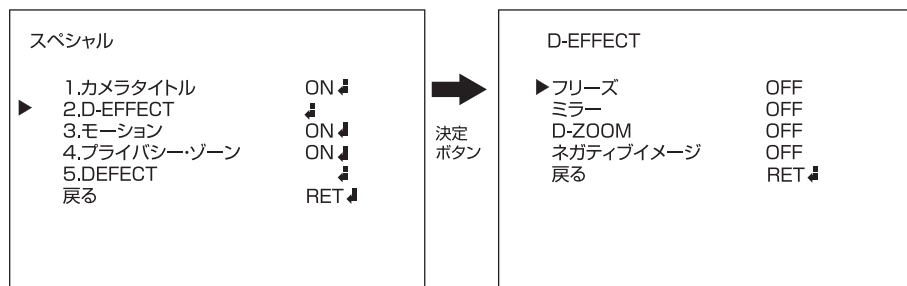 スペシャル
1.カメラタイトル ON↲
▶ 2.D-EFFECT ↲
3.モーション ON↲
4.プライバシー・ゾーン ON↲
5.DEFECT ↲
戻る RET↲
決定
ボタン
D-EFFECT
▶フリーズ OFF
ミラー OFF
D-ZOOM OFF
ネガティブイメージ OFF
戻る RET↲